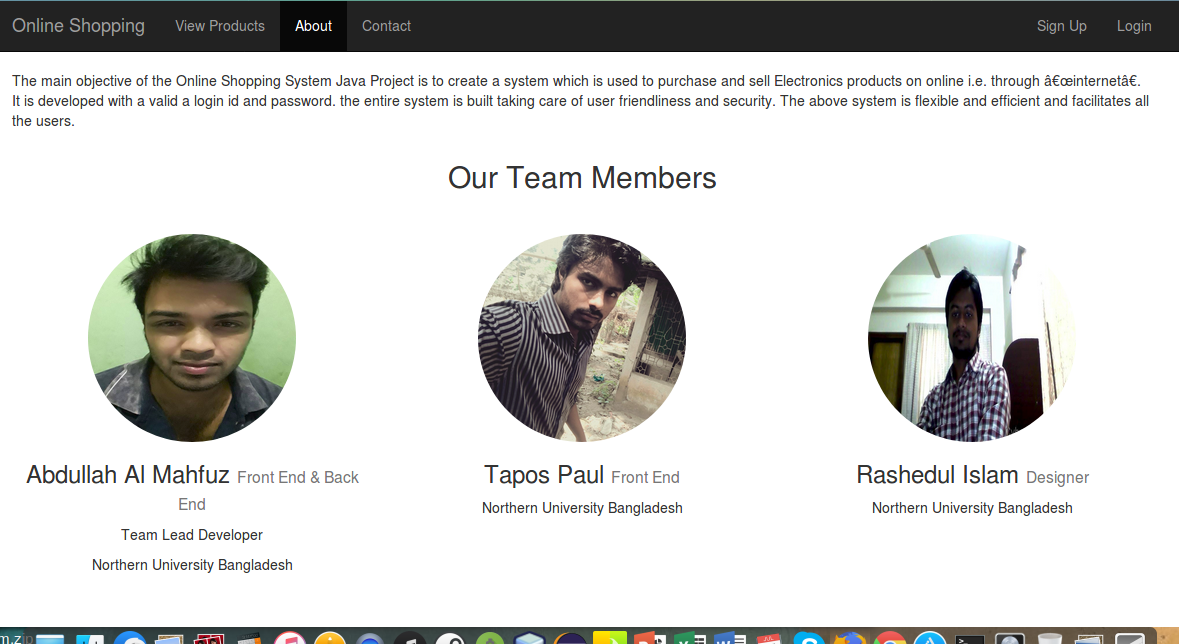 Online Shopping View Products About Contact Sign Up Login
The main objective of the Online Shopping System Java Project is to create a system which is used to purchase and sell Electronics products on online i.e. through â€œinternetâ€.
It is developed with a valid a login id and password. the entire system is built taking care of user friendliness and security. The above system is flexible and efficient and facilitates all
the users.
Our Team Members
Abdullah Al Mahfuz Front End & Back
End
Team Lead Developer
Northern University Bangladesh
Tapos Paul Front End
Northern University Bangladesh
Rashedul Islam Designer
Northern University Bangladesh
m.zip